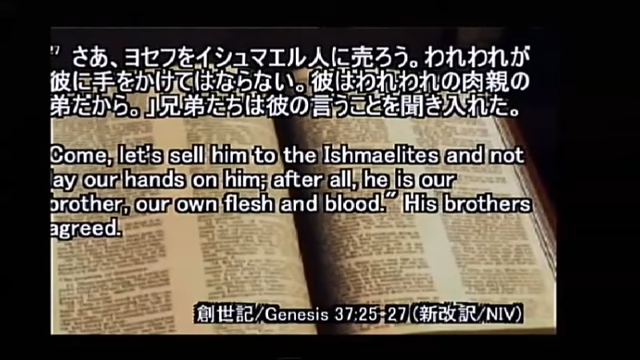 27 さあ、ヨセフをイシュマエル人に売ろう。われわれが
彼に手をかけてはならない。彼はわれわれの肉親の
弟だから。」兄弟たちは彼の言うことを聞き入れた。
Come, let's sell him to the Ishmaelites and not
lay our hands on him; after all, he is our
brother, our own flesh and blood." His brothers
agreed.
創世記/Genesis 37:25-27(新改訳/NIV)